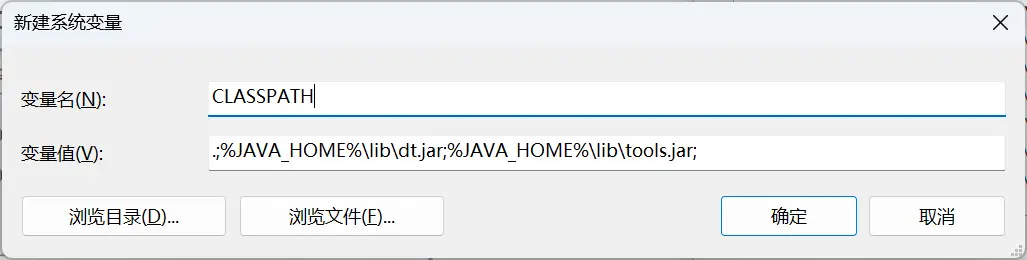 新建系统变量
变量名(N):
CLASSPATH
变量值(V):
.;%JAVA_HOME%\lib\dt.jar;%JAVA_HOME%\lib\tools.jar;
浏览目录(D)...
浏览文件(F)...
确定
取消